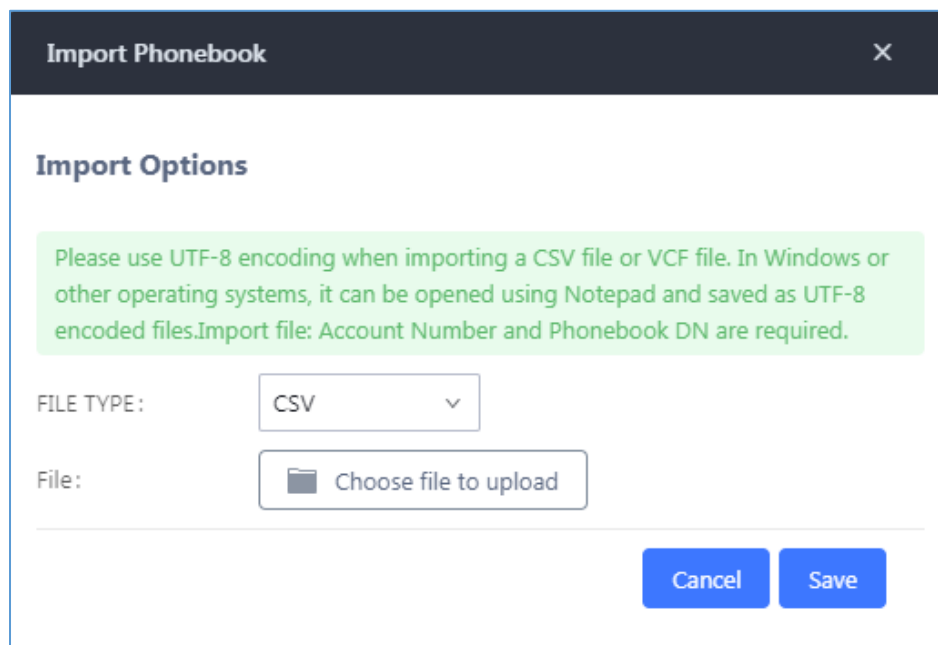 Import Phonebook
Import Options
Please use UTF-8 encoding when importing a CSV file or VCF file. In Windows or
other operating systems, it can be opened using Notepad and saved as UTF-8
encoded files.Import file: Account Number and Phonebook DN are required.
FILE TYPE:
CSV
File:
Choose file to upload
Cancel
Save